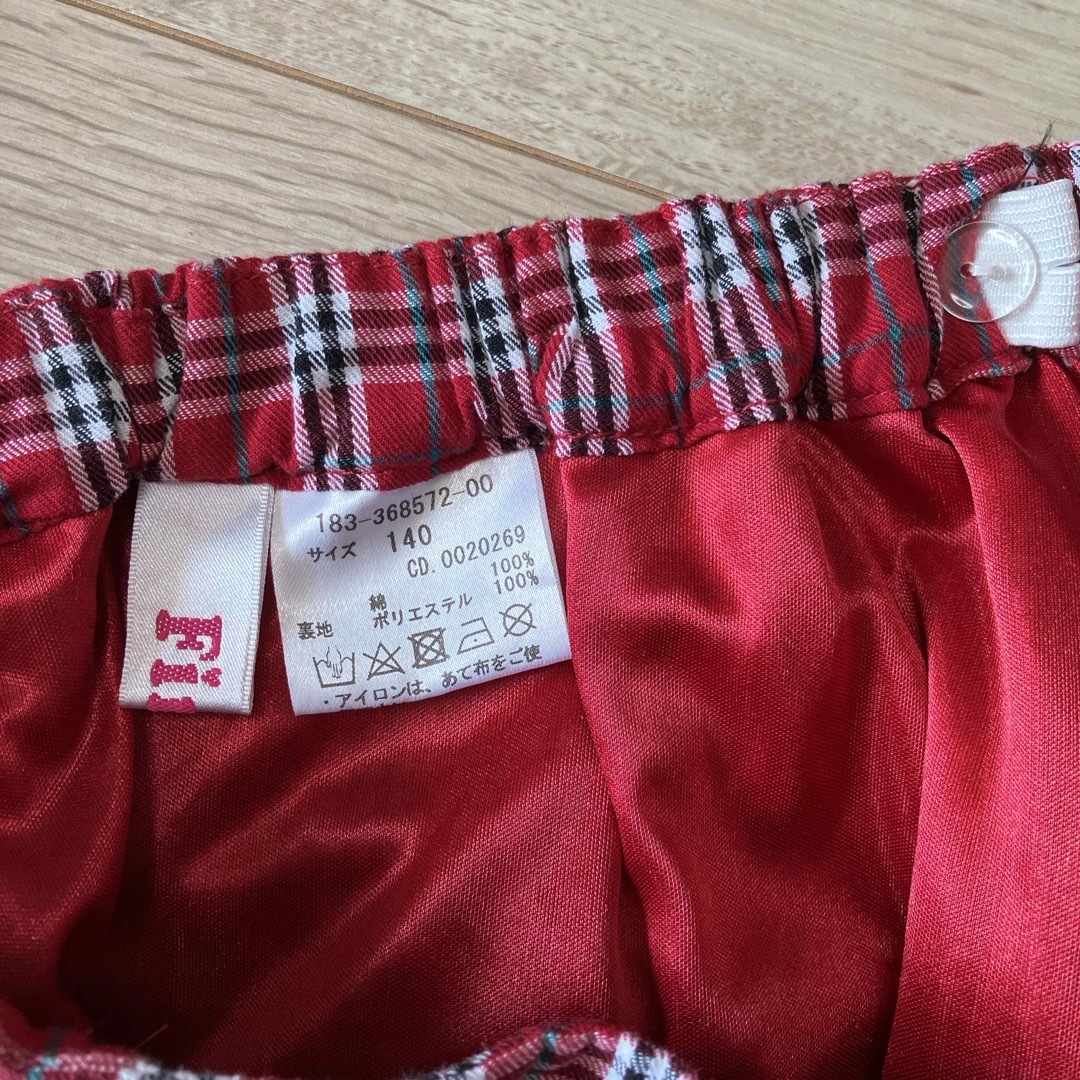 183-368572-00
サイズ 140
CD.0020269
綿 100%
裏地 ポリエステル 100%
・アイロンは、あて布をご使
Fi